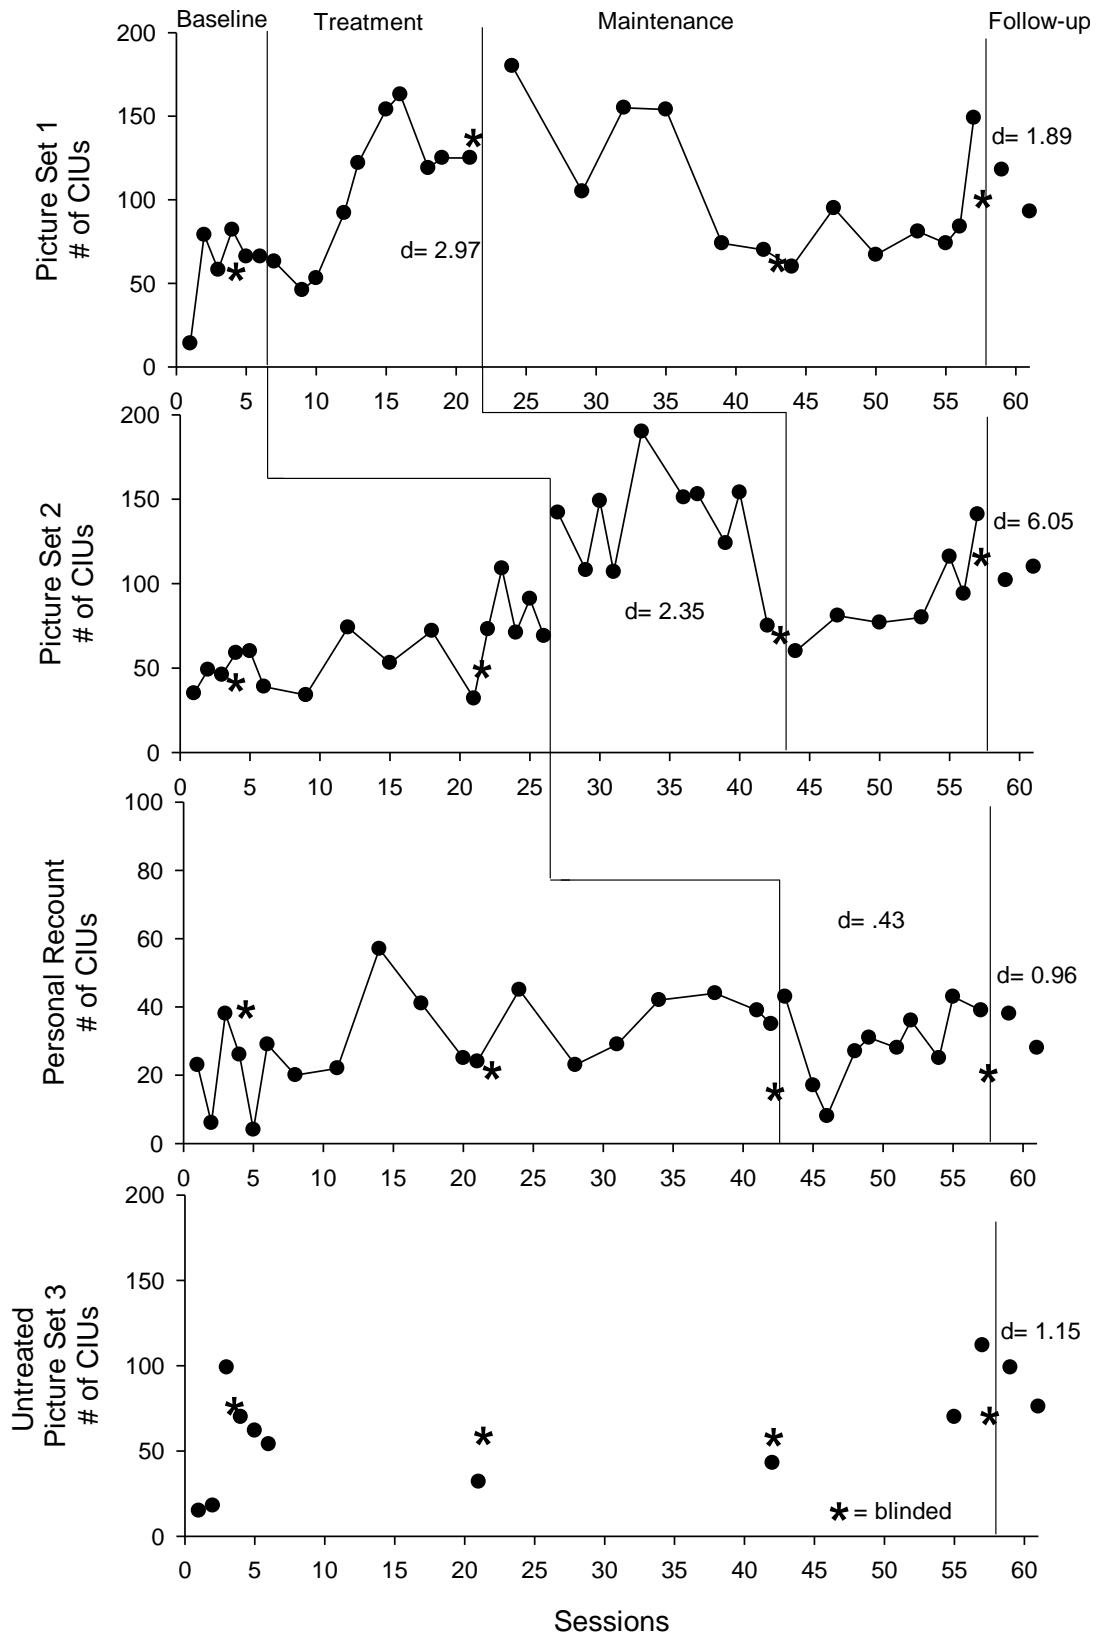 Baseline Treatment Maintenance Follow-up
Picture Set 1
# of CIUs
200
150
100
50
0
d= 2.97
d= 1.89
0 5 10 15 20 25 30 35 40 45 50 55 60
Picture Set 2
# of CIUs
200
150
100
50
0
d= 2.35
d= 6.05
0 5 10 15 20 25 30 35 40 45 50 55 60
Personal Recount
# of CIUs
100
80
60
40
20
0
d= .43
d= 0.96
0 5 10 15 20 25 30 35 40 45 50 55 60
Untreated
Picture Set 3
# of CIUs
200
150
100
50
0
d= 1.15
* = blinded
0 5 10 15 20 25 30 35 40 45 50 55 60
Sessions